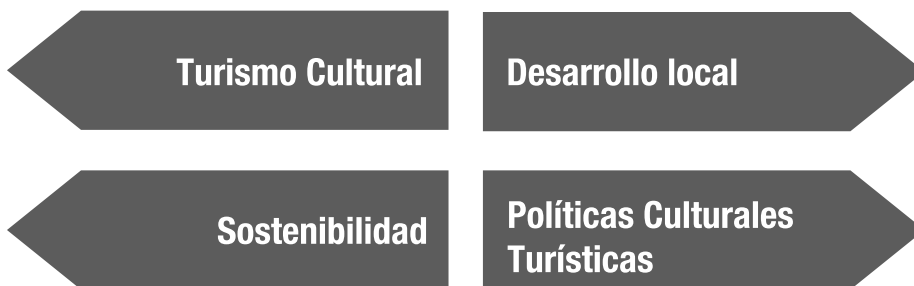 Turismo Cultural
Desarrollo local
Sostenibilidad
Políticas Culturales
Turísticas